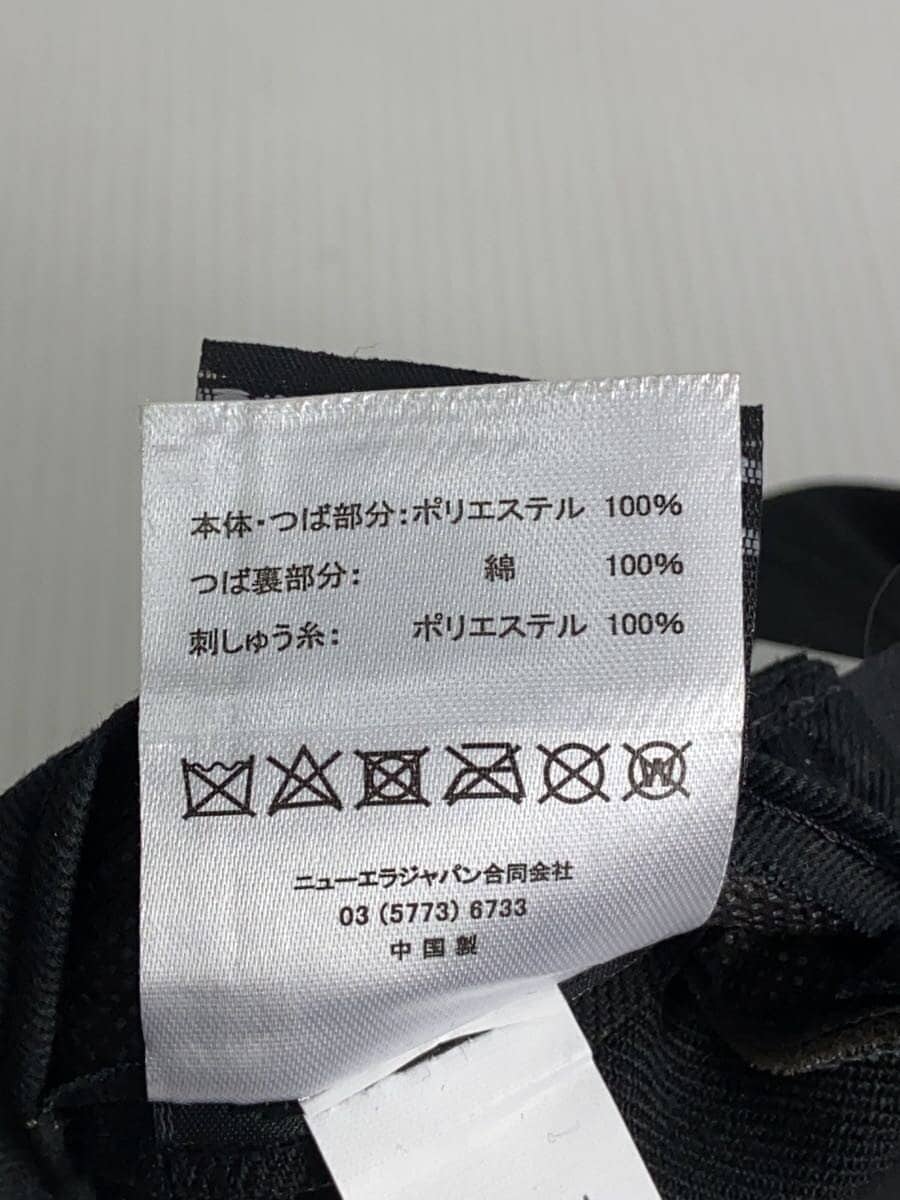 本体・つば部分：ポリエステル 100%
つば裏部分： 綿 100%
刺しゅう糸： ポリエステル 100%
W
ニューエラジャパン合同会社
03 (5773) 6733
中国製